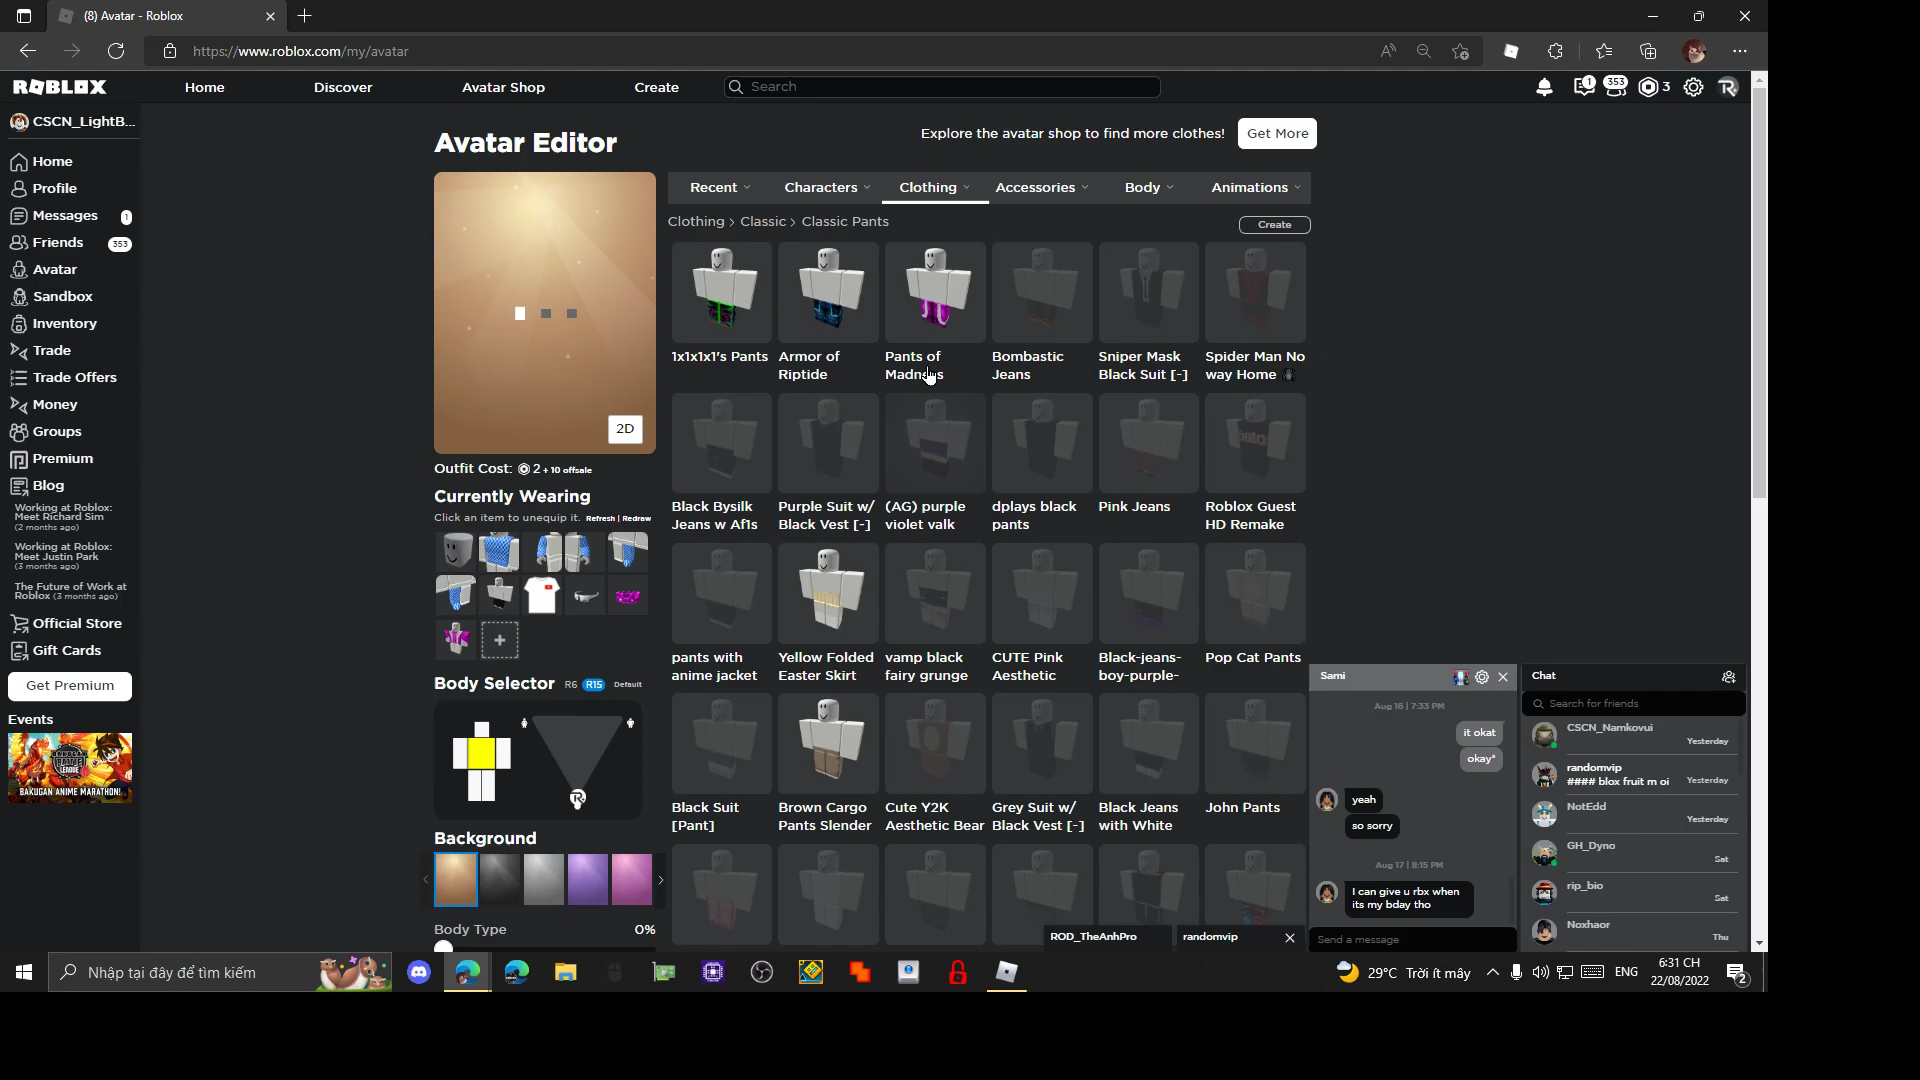 (8) Avatar - Roblox
https://www.roblox.com/my/avatar
ROBLOX
Home
Discover
Avatar Shop
Create
Search
1
353
3
CSCN_LightB...
Home
Profile
Messages
1
Friends
353
Avatar
Sandbox
Inventory
Trade
Trade Offers
Money
Groups
Premium
Blog
Working at Roblox:
Meet Richard Sim
(2 months ago)
Working at Roblox:
Meet Justin Park
(3 months ago)
The Future of Work at
Roblox (3 months ago)
Official Store
Gift Cards
Get Premium
Events
BAKUGAN ANIME MARATHON!
Avatar Editor
Explore the avatar shop to find more clothes!
Get More
2D
Outfit Cost: 2 + 10 offsale
Currently Wearing
Click an item to unequip it. Refresh | Redraw
Body Selector R6 R15 Default
Background
Body Type 0%
Recent
Characters
Clothing
Accessories
Body
Animations
Clothing > Classic > Classic Pants
Create
1x1x1x1's Pants
Armor of
Riptide
Pants of
Madness
Bombastic
Jeans
Sniper Mask
Black Suit [-]
Spider Man No
way Home
Black Bysilk
Jeans w Af1s
Purple Suit w/
Black Vest [-]
(AG) purple
violet valk
dplays black
pants
Pink Jeans
Roblox Guest
HD Remake
pants with
anime jacket
Yellow Folded
Easter Skirt
vamp black
fairy grunge
CUTE Pink
Aesthetic
Black-jeans-
boy-purple-
Pop Cat Pants
Black Suit
[Pant]
Brown Cargo
Pants Slender
Cute Y2K
Aesthetic Bear
Grey Suit w/
Black Vest [-]
Black Jeans
with White
John Pants
ROD_TheAnhPro
randomvip
Sami
Aug 16 | 7:33 PM
it okat
okay*
yeah
so sorry
Aug 17 | 8:15 PM
I can give u rbx when
its my bday tho
Send a message
Chat
Search for friends
CSCN_Namkovui
Yesterday
randomvip
#### blox fruit m oi
Yesterday
NotEdd
Yesterday
GH_Dyno
Sat
rip_bio
Sat
Noxhaor
Thu
Nhập tại đây để tìm kiếm
29°C Trời ít mây
ENG
6:31 CH
22/08/2022
2